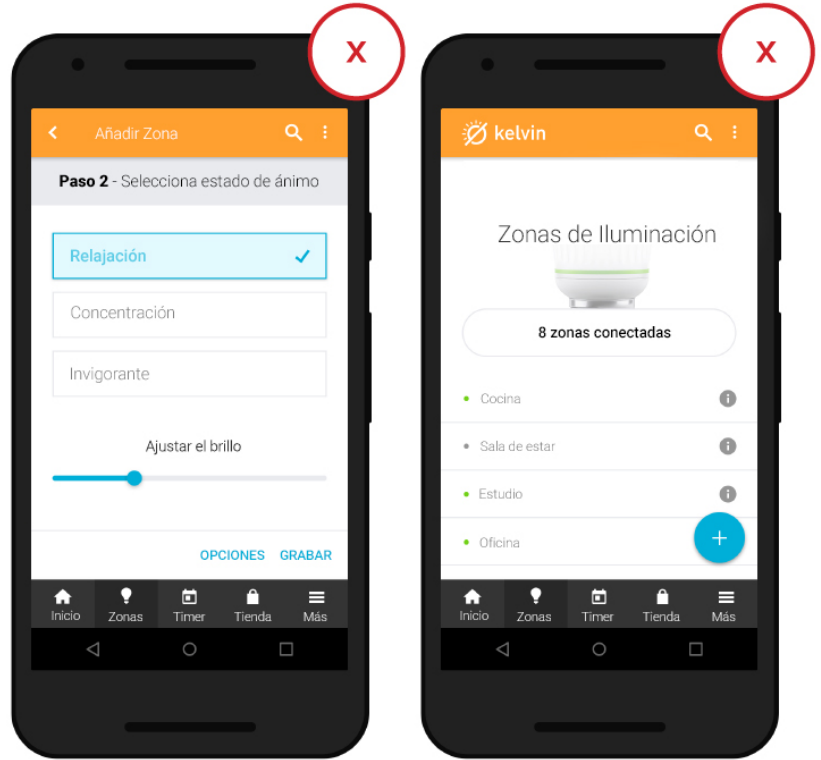 X
Añadir Zona
Paso 2 - Selecciona estado de ánimo
Relajación
Concentración
Invigorante
Ajustar el brillo
OPCIONES GRABAR
Inicio Zonas Timer Tienda Más
X
kelvin
Zonas de Iluminación
8 zonas conectadas
Cocina
Sala de estar
Estudio
Oficina
Inicio Zonas Timer Tienda Más